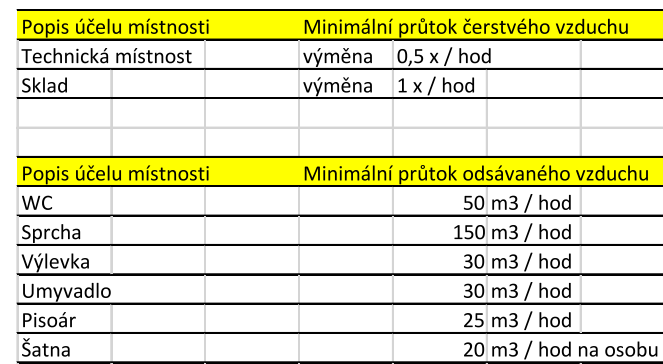 Popis účelu místnosti Minimální průtok čerstvého vzduchu
Technická místnost výměna 0,5 x / hod
Sklad výměna 1 x / hod
Popis účelu místnosti Minimální průtok odsávaného vzduchu
WC 50 m3 / hod
Sprcha 150 m3 / hod
Výlevka 30 m3 / hod
Umyvadlo 30 m3 / hod
Pisoár 25 m3 / hod
Šatna 20 m3 / hod na osobu